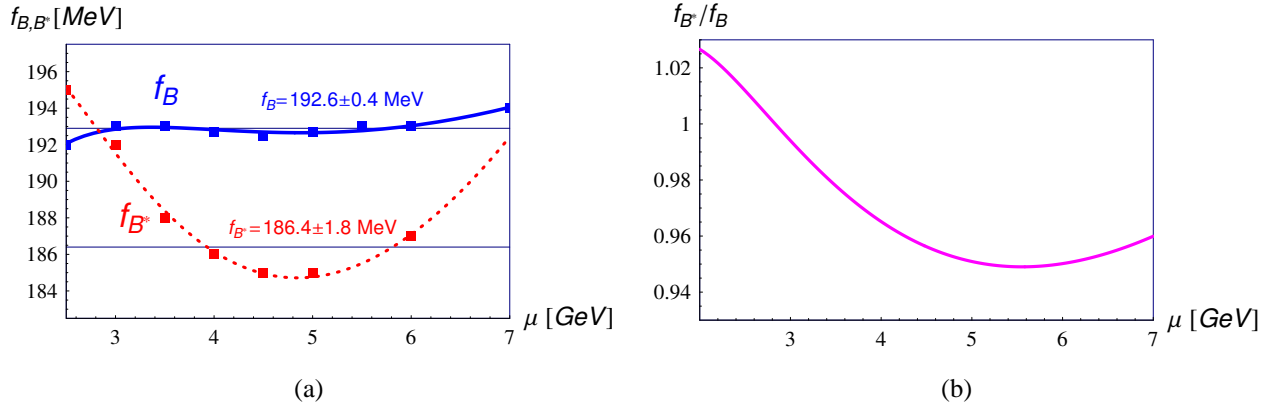 f_{B,B*} [MeV]
196
194
192
190
188
186
184
f_B
f_B=192.6±0.4 MeV
f_{B*}
f_{B*}=186.4±1.8 MeV
3 4 5 6 7
μ [GeV]
(a)
f_{B*}/f_B
1.02
1
0.98
0.96
0.94
3 4 5 6 7
μ [GeV]
(b)